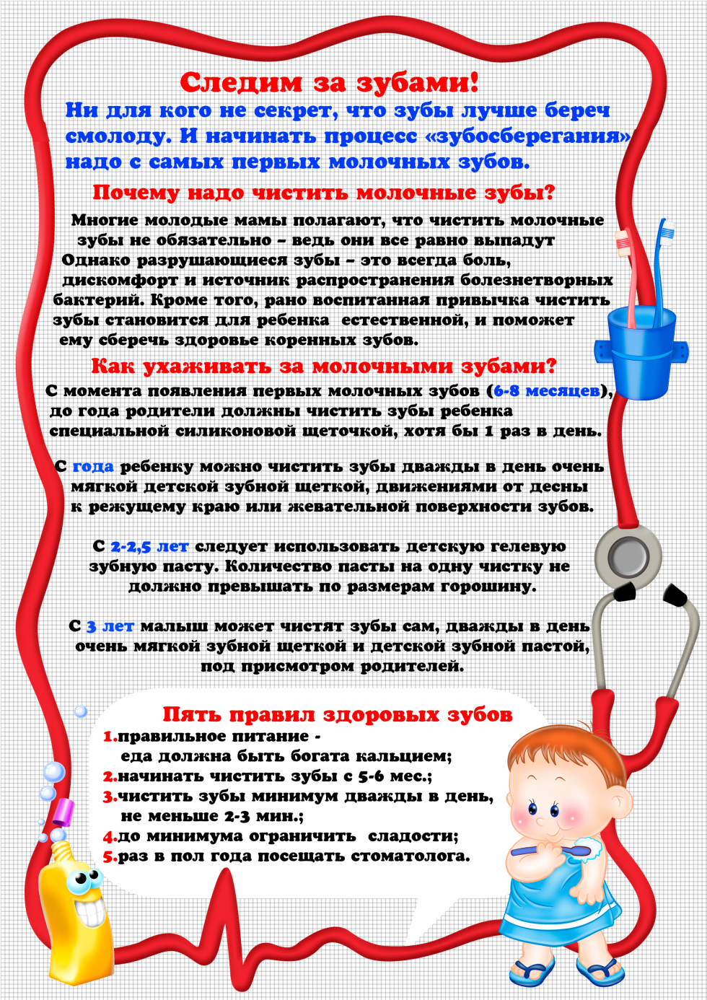 Следим за зубами!
Ни для кого не секрет, что зубы лучше береч
смолоду. И начинать процесс «зубосберегания»
надо с самых первых молочных зубов.
Почему надо чистить молочные зубы?
Многие молодые мамы полагают, что чистить молочные
зубы не обязательно – ведь они все равно выпадут
Однако разрушающиеся зубы – это всегда боль,
дискомфорт и источник распространения болезнетворных
бактерий. Кроме того, рано воспитанная привычка чистить
зубы становится для ребенка естественной, и поможет
ему сберечь здоровье коренных зубов.
Как ухаживать за молочными зубами?
С момента появления первых молочных зубов (6-8 месяцев),
до года родители должны чистить зубы ребенка
специальной силиконовой щеточкой, хотя бы 1 раз в день.
С года ребенку можно чистить зубы дважды в день очень
мягкой детской зубной щеткой, движениями от десны
к режущему краю или жевательной поверхности зубов.
С 2-2,5 лет следует использовать детскую гелевую
зубную пасту. Количество пасты на одну чистку не
должно превышать по размерам горошину.
С 3 лет малыш может чистят зубы сам, дважды в день
очень мягкой зубной щеткой и детской зубной пастой,
под присмотром родителей.
Пять правил здоровых зубов
1.правильное питание -
еда должна быть богата кальцием;
2.начинать чистить зубы с 5-6 мес.;
3.чистить зубы минимум дважды в день,
не меньше 2-3 мин.;
4.до минимума ограничить сладости;
5.раз в пол года посещать стоматолога.